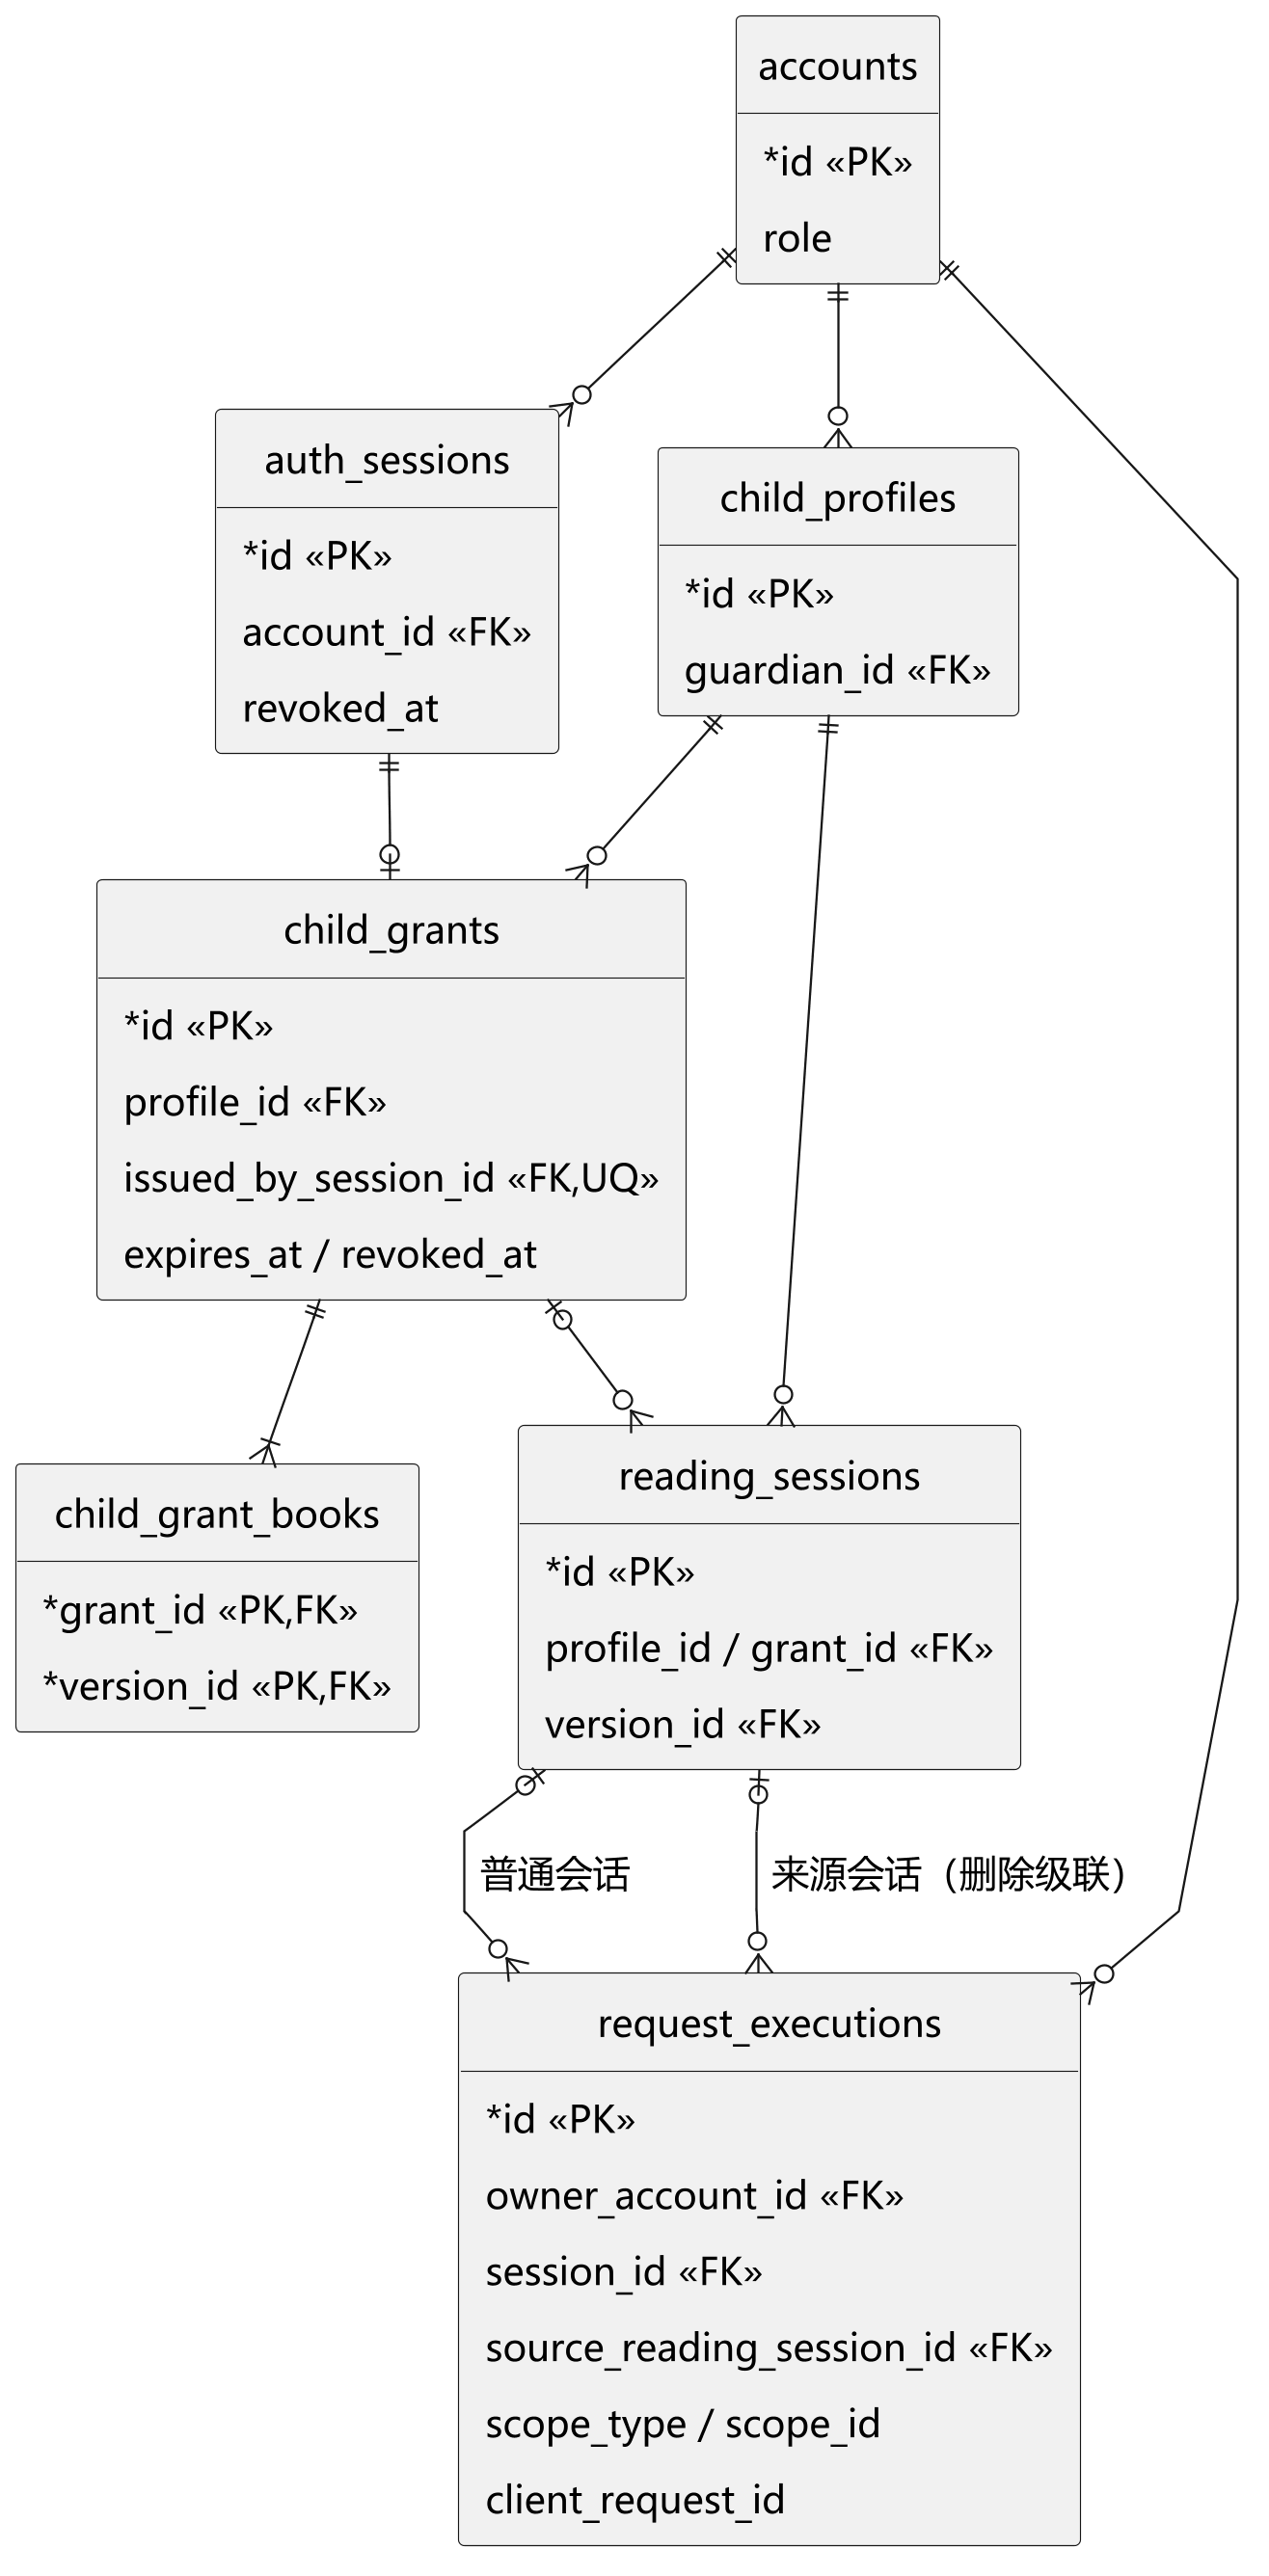 accounts
*id «PK»
role
auth_sessions
*id «PK»
account_id «FK»
revoked_at
child_profiles
*id «PK»
guardian_id «FK»
child_grants
*id «PK»
profile_id «FK»
issued_by_session_id «FK,UQ»
expires_at / revoked_at
child_grant_books
*grant_id «PK,FK»
*version_id «PK,FK»
reading_sessions
*id «PK»
profile_id / grant_id «FK»
version_id «FK»
普通会话
来源会话（删除级联）
request_executions
*id «PK»
owner_account_id «FK»
session_id «FK»
source_reading_session_id «FK»
scope_type / scope_id
client_request_id